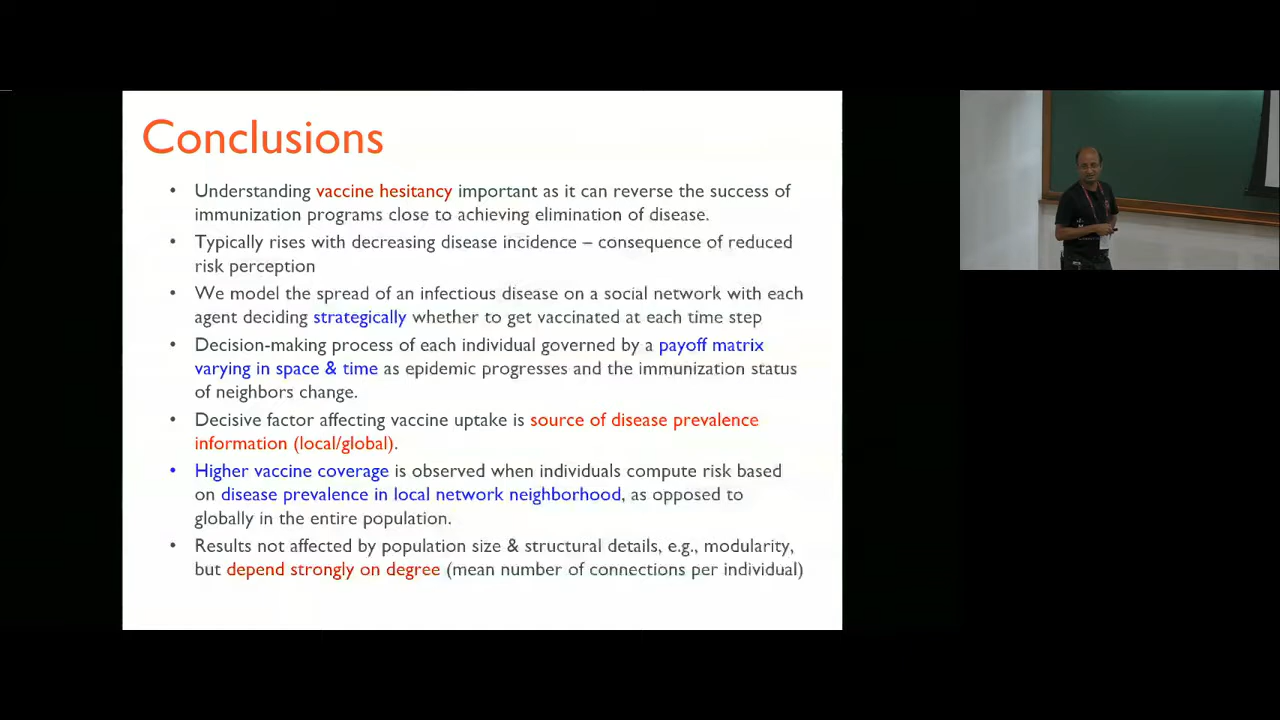 Conclusions
• Understanding vaccine hesitancy important as it can reverse the success of
immunization programs close to achieving elimination of disease.
• Typically rises with decreasing disease incidence – consequence of reduced
risk perception
• We model the spread of an infectious disease on a social network with each
agent deciding strategically whether to get vaccinated at each time step
• Decision-making process of each individual governed by a payoff matrix
varying in space & time as epidemic progresses and the immunization status
of neighbors change.
• Decisive factor affecting vaccine uptake is source of disease prevalence
information (local/global).
• Higher vaccine coverage is observed when individuals compute risk based
on disease prevalence in local network neighborhood, as opposed to
globally in the entire population.
• Results not affected by population size & structural details, e.g., modularity,
but depend strongly on degree (mean number of connections per individual)